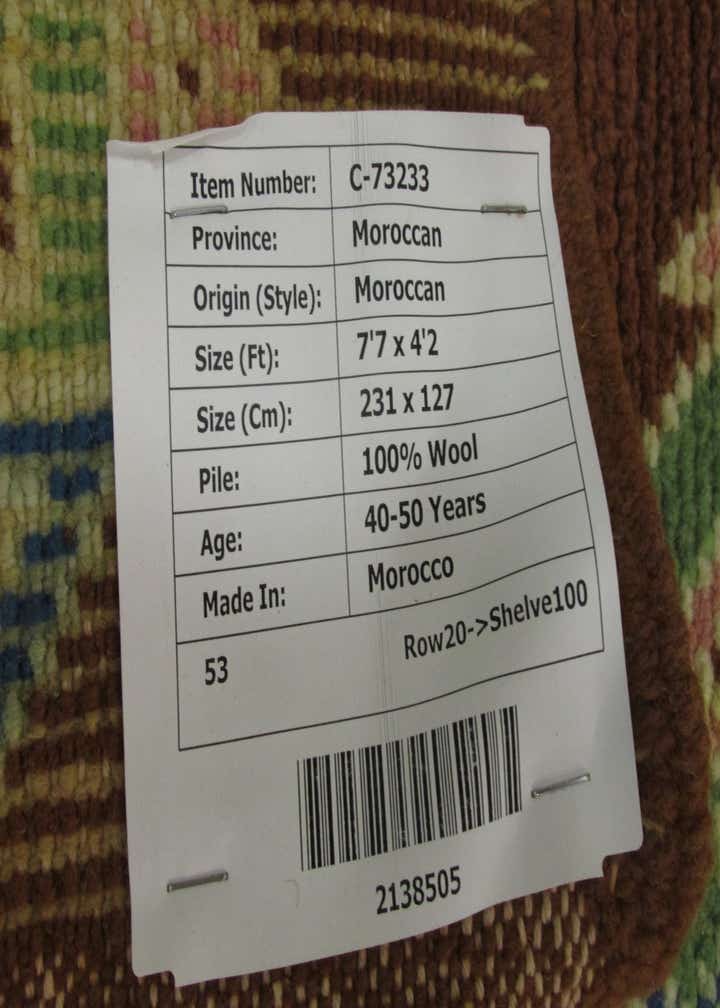 Item Number: C-73233
Province: Moroccan
Origin (Style): Moroccan
Size (Ft): 7'7 x 4'2
Size (Cm): 231 x 127
Pile: 100% Wool
Age: 40-50 Years
Made In: Morocco
53 Row20->Shelve100
2138505